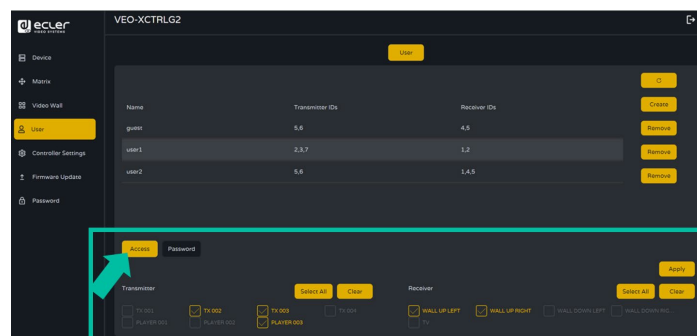 ecler
VIDEO SYSTEMS
VEO-XCTRLG2
Device
Matrix
Video Wall
User
Controller Settings
Firmware Update
Password
User
Name Transmitter IDs Receiver IDs Create
guest 5,6 4,5 Remove
user1 2,3,7 1,2 Remove
user2 5,6 1,4,5 Remove
Access Password
Apply
Transmitter Select All Clear Receiver Select All Clear
TX 001 TX 002 TX 003 TX 004 WALL UP LEFT WALL UP RIGHT WALL DOWN LEFT WALL DOWN RIG...
PLAYER 001 PLAYER 002 PLAYER 003 TV